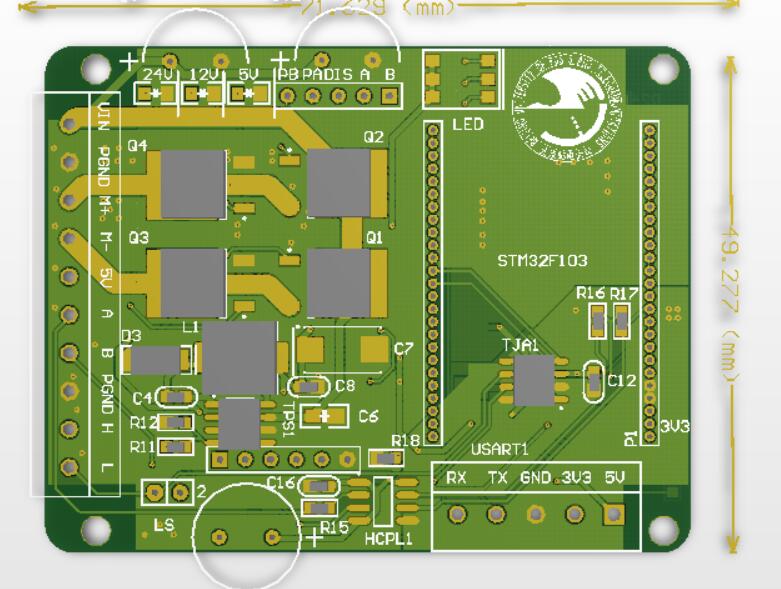 71.629 (mm)
24V 12V 5V PB PA DIS A B
LED
VIN
PGND
M+
M-
5V
A
B
PGND
H
L
Q4
Q2
Q3
Q1
STM32F103
R16 R17
D3
L1
C7
TJA1
C4
C8
C12
R12
TPS1
C6
R11
R18
P1
3V3
USART1
C16
RX TX GND 3V3 5V
2
LS
R15
HCPL1
49.277 (mm)